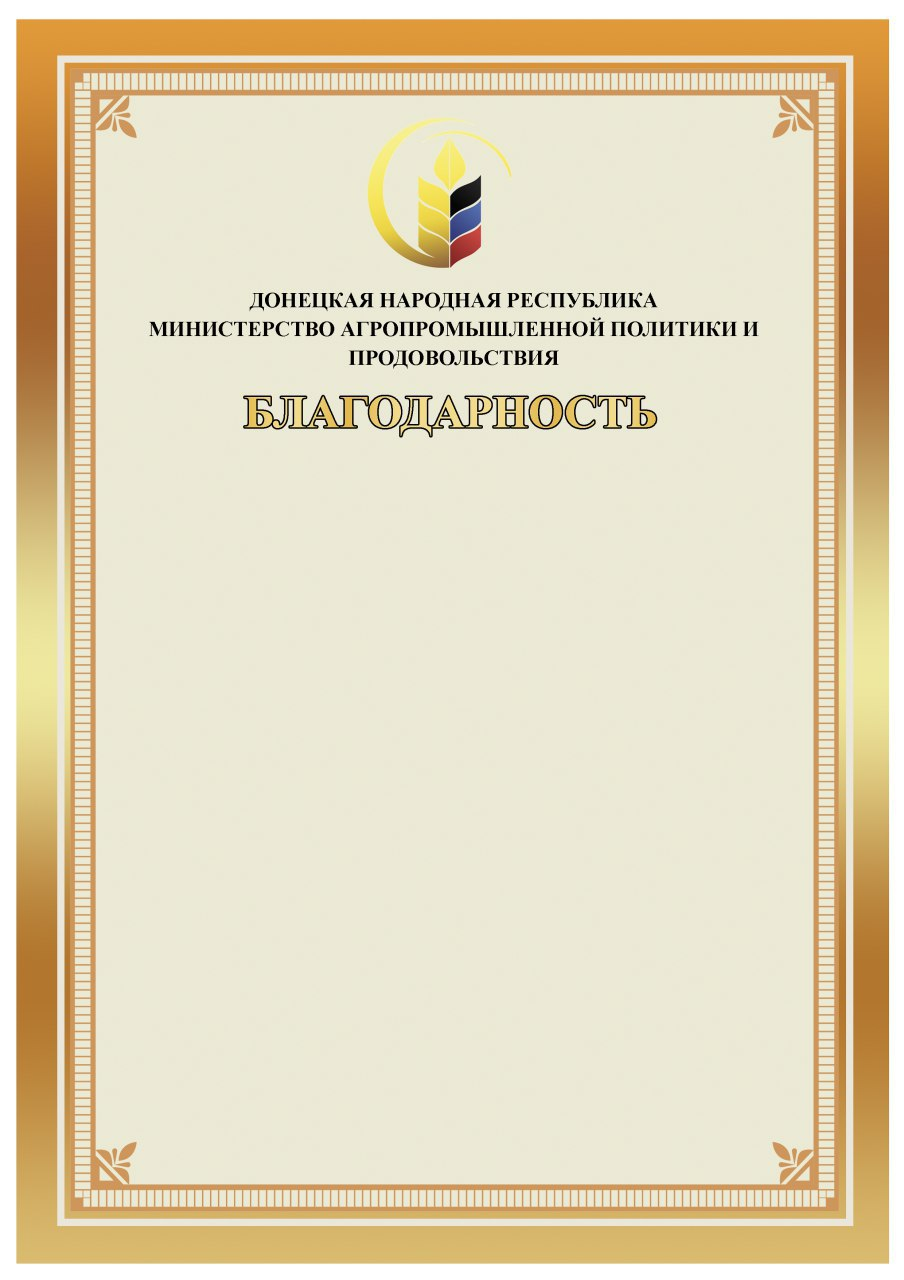 ДОНЕЦКАЯ НАРОДНАЯ РЕСПУБЛИКА
МИНИСТЕРСТВО АГРОПРОМЫШЛЕННОЙ ПОЛИТИКИ И
ПРОДОВОЛЬСТВИЯ
БЛАГОДАРНОСТЬ